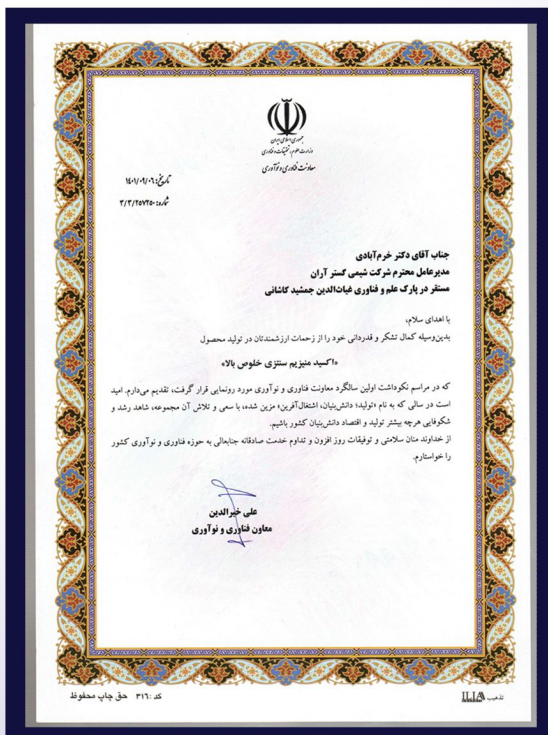 جمهوری اسلامی ایران
وزارت علوم، تحقیقات و فناوری
معاونت فناوری و نوآوری
تاریخ: ۱۴۰۱/۰۹/۰۶
شماره: ۳/۳/۲۵۷۲۵۰
جناب آقای دکتر خرم‌آبادی
مدیرعامل محترم شرکت شیمی گستر آران
مستقر در پارک علم و فناوری غیاث‌الدین جمشید کاشانی
با اهدای سلام،
بدین‌وسیله کمال تشکر و قدردانی خود را از زحمات ارزشمندتان در تولید محصول
«اکسید منیزیم سنتزی خلوص بالا»
که در مراسم نکوداشت اولین سالگرد معاونت فناوری و نوآوری مورد رونمایی قرار گرفت، تقدیم می‌دارم. امید
است در سالی که به نام «تولید؛ دانش‌بنیان، اشتغال‌آفرین» مزین شده، با سعی و تلاش آن مجموعه، شاهد رشد و
شکوفایی هرچه بیشتر تولید و اقتصاد دانش‌بنیان کشور باشیم.
از خداوند منان سلامتی و توفیقات روز افزون و تداوم خدمت صادقانه جنابعالی به حوزه فناوری و نوآوری کشور
را خواستارم.
علی خیرالدین
معاون فناوری و نوآوری
کد :۳۱۶ حق چاپ محفوظ
تذهیب ILIA